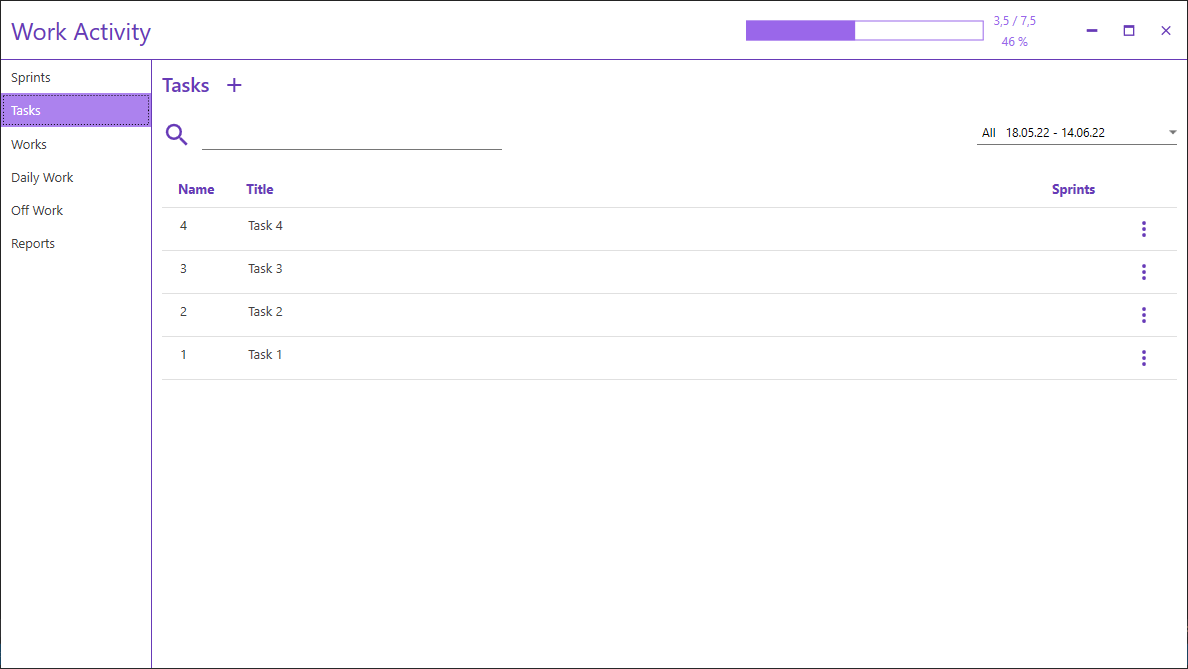 Work Activity
3,5 / 7,5
46 %
Sprints
Tasks
Works
Daily Work
Off Work
Reports
Tasks +
All 18.05.22 - 14.06.22
Name Title Sprints
4 Task 4
3 Task 3
2 Task 2
1 Task 1